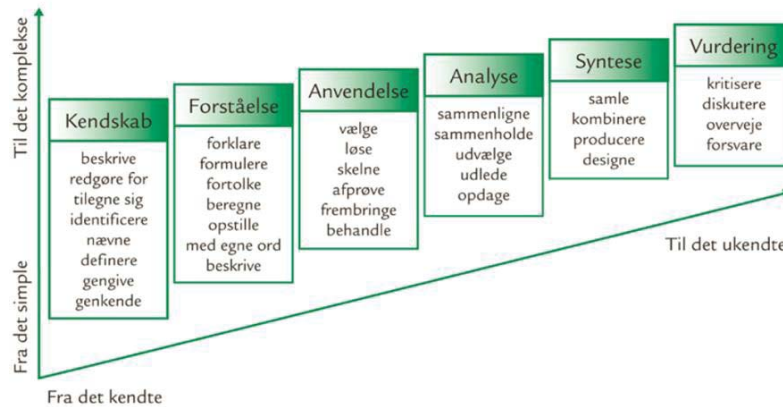 Til det komplekse
Fra det simple
Kendskab
beskrive
redgøre for
tilegne sig
identificere
nævne
definere
gengive
genkende
Forståelse
forklare
formulere
fortolke
beregne
opstille
med egne ord
beskrive
Anvendelse
vælge
løse
skelne
afprøve
frembringe
behandle
Analyse
sammenligne
sammenholde
udvælge
udlede
opdage
Syntese
samle
kombinere
producere
designe
Vurdering
kritisere
diskutere
overveje
forsvare
Til det ukendte
Fra det kendte